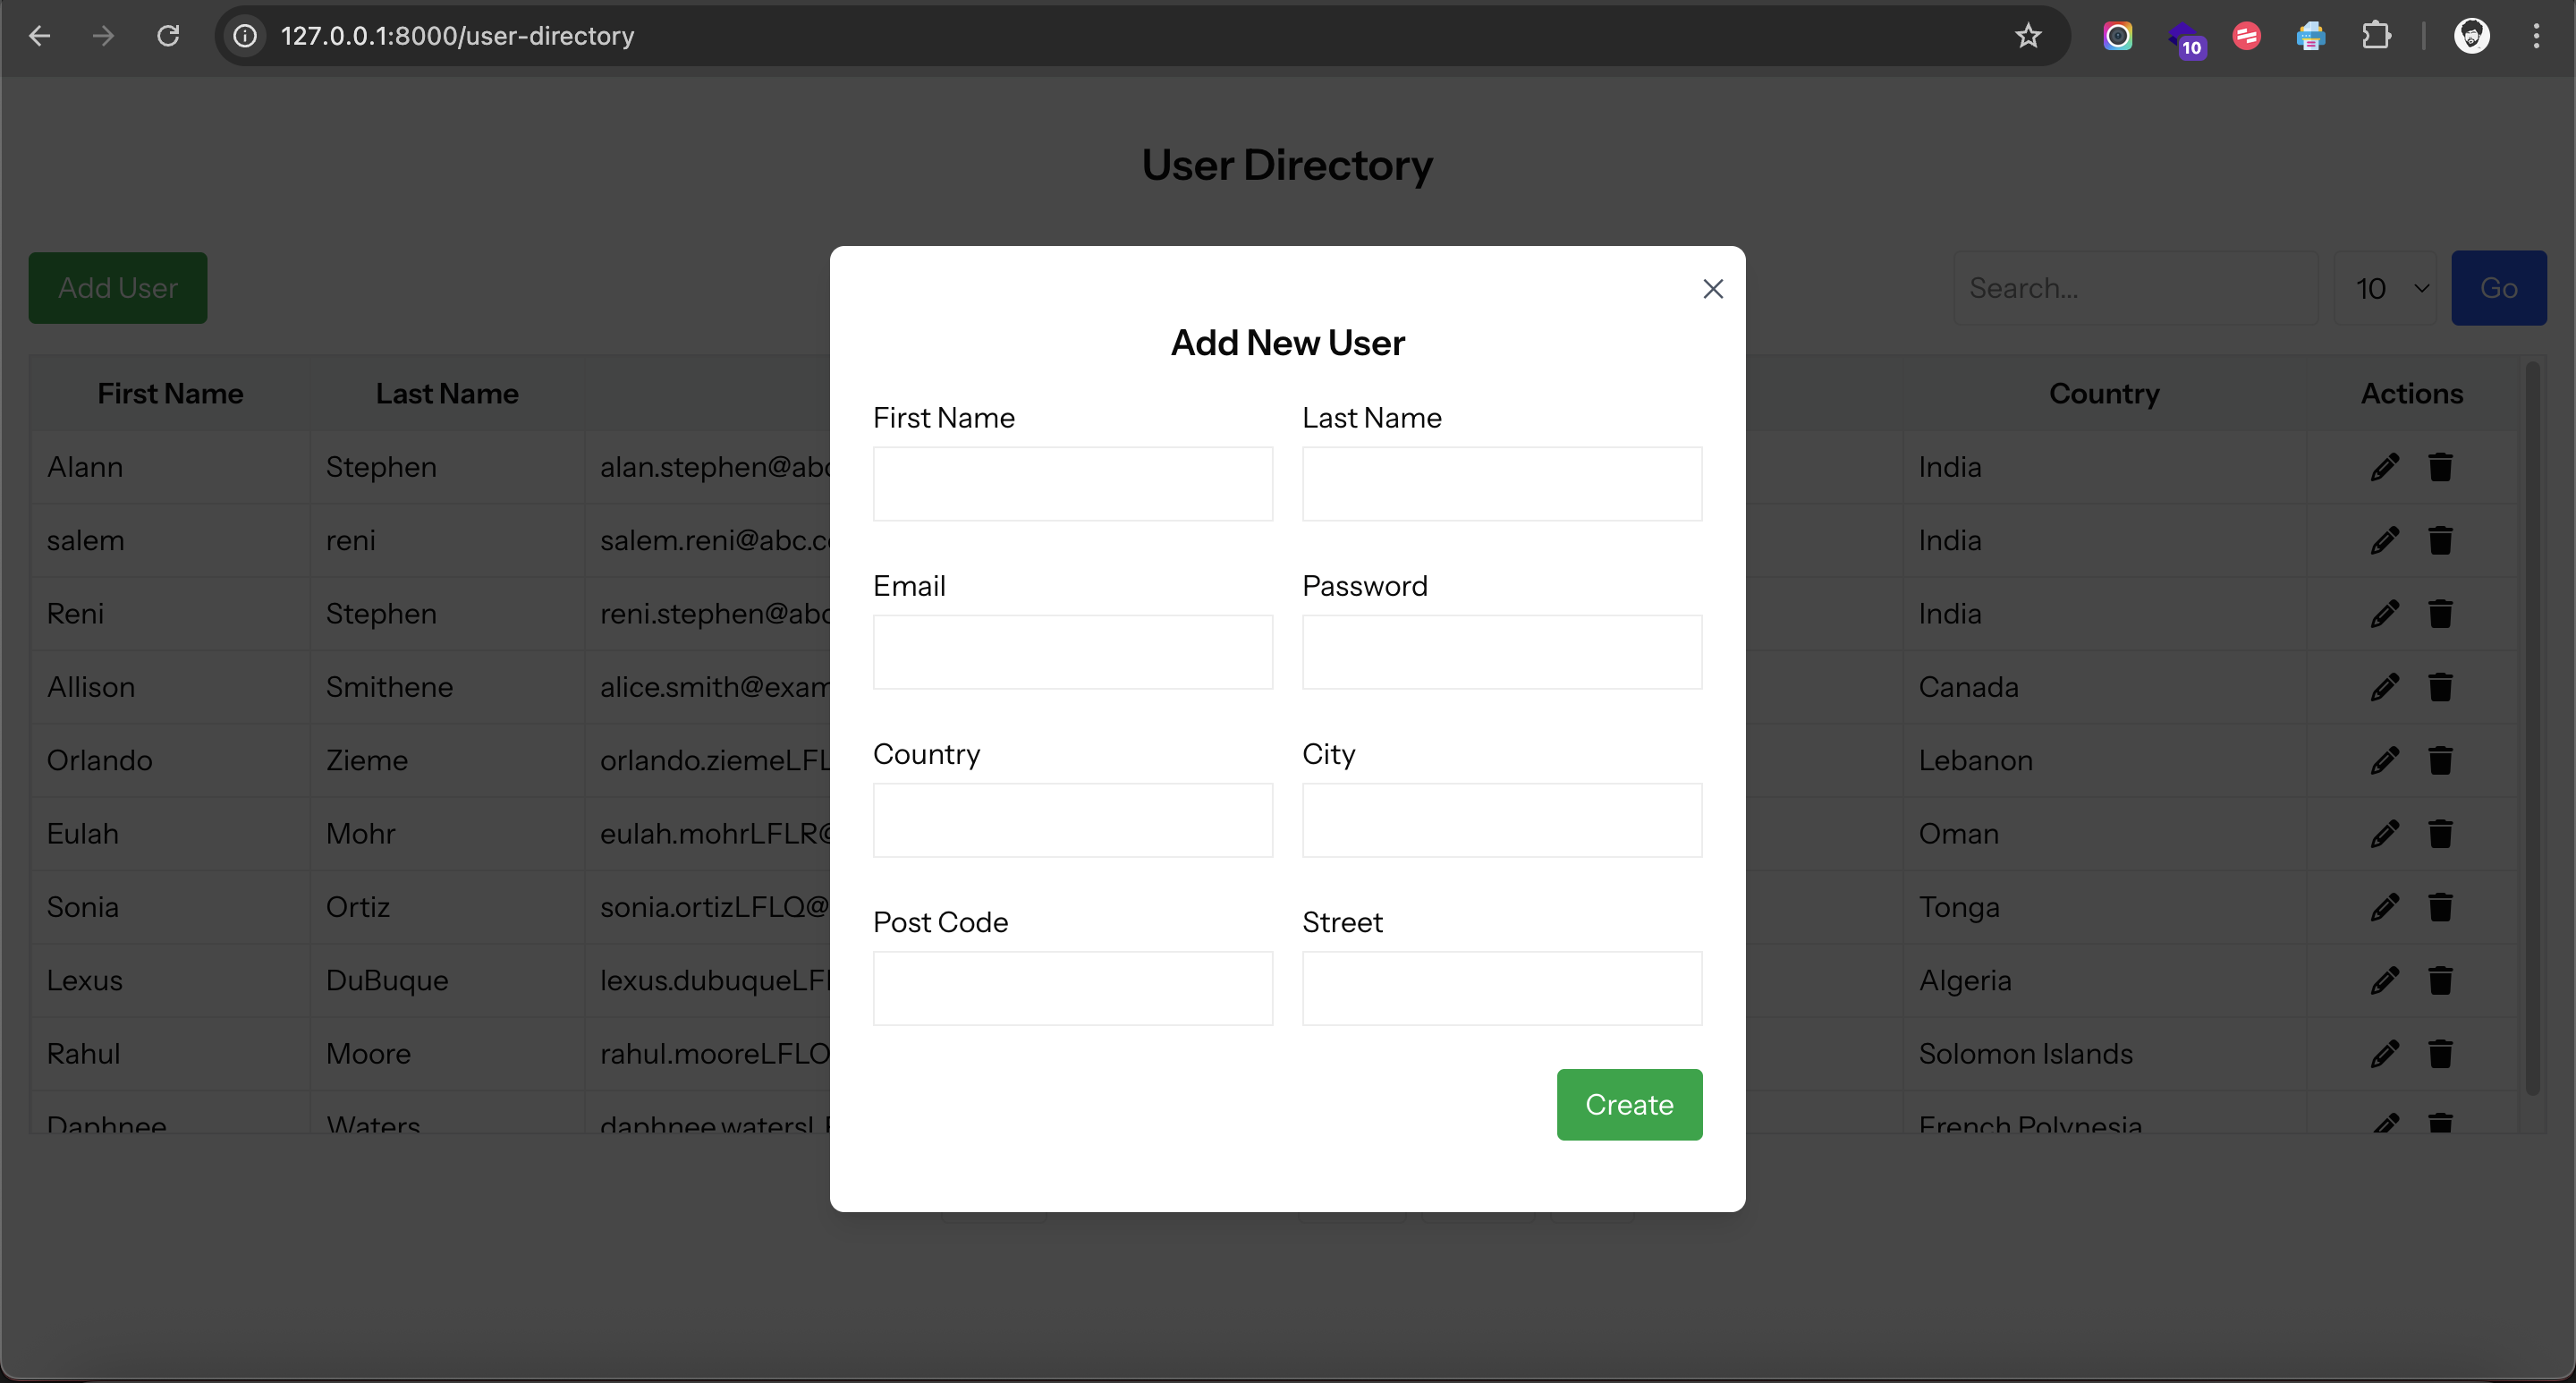 127.0.0.1:8000/user-directory
10
User Directory
Add User
Search...
10
Go
First Name Last Name Country Actions
Alann Stephen alan.stephen@abc India
salem reni salem.reni@abc.c India
Reni Stephen reni.stephen@abc India
Allison Smithene alice.smith@exam Canada
Orlando Zieme orlando.ziemeLFL Lebanon
Eulah Mohr eulah.mohrLFLR@ Oman
Sonia Ortiz sonia.ortizLFLQ@ Tonga
Lexus DuBuque lexus.dubuqueLF Algeria
Rahul Moore rahul.mooreLFLO Solomon Islands
Daphnee Waters daphnee.watersL French Polynesia
Add New User
First Name Last Name
Email Password
Country City
Post Code Street
Create